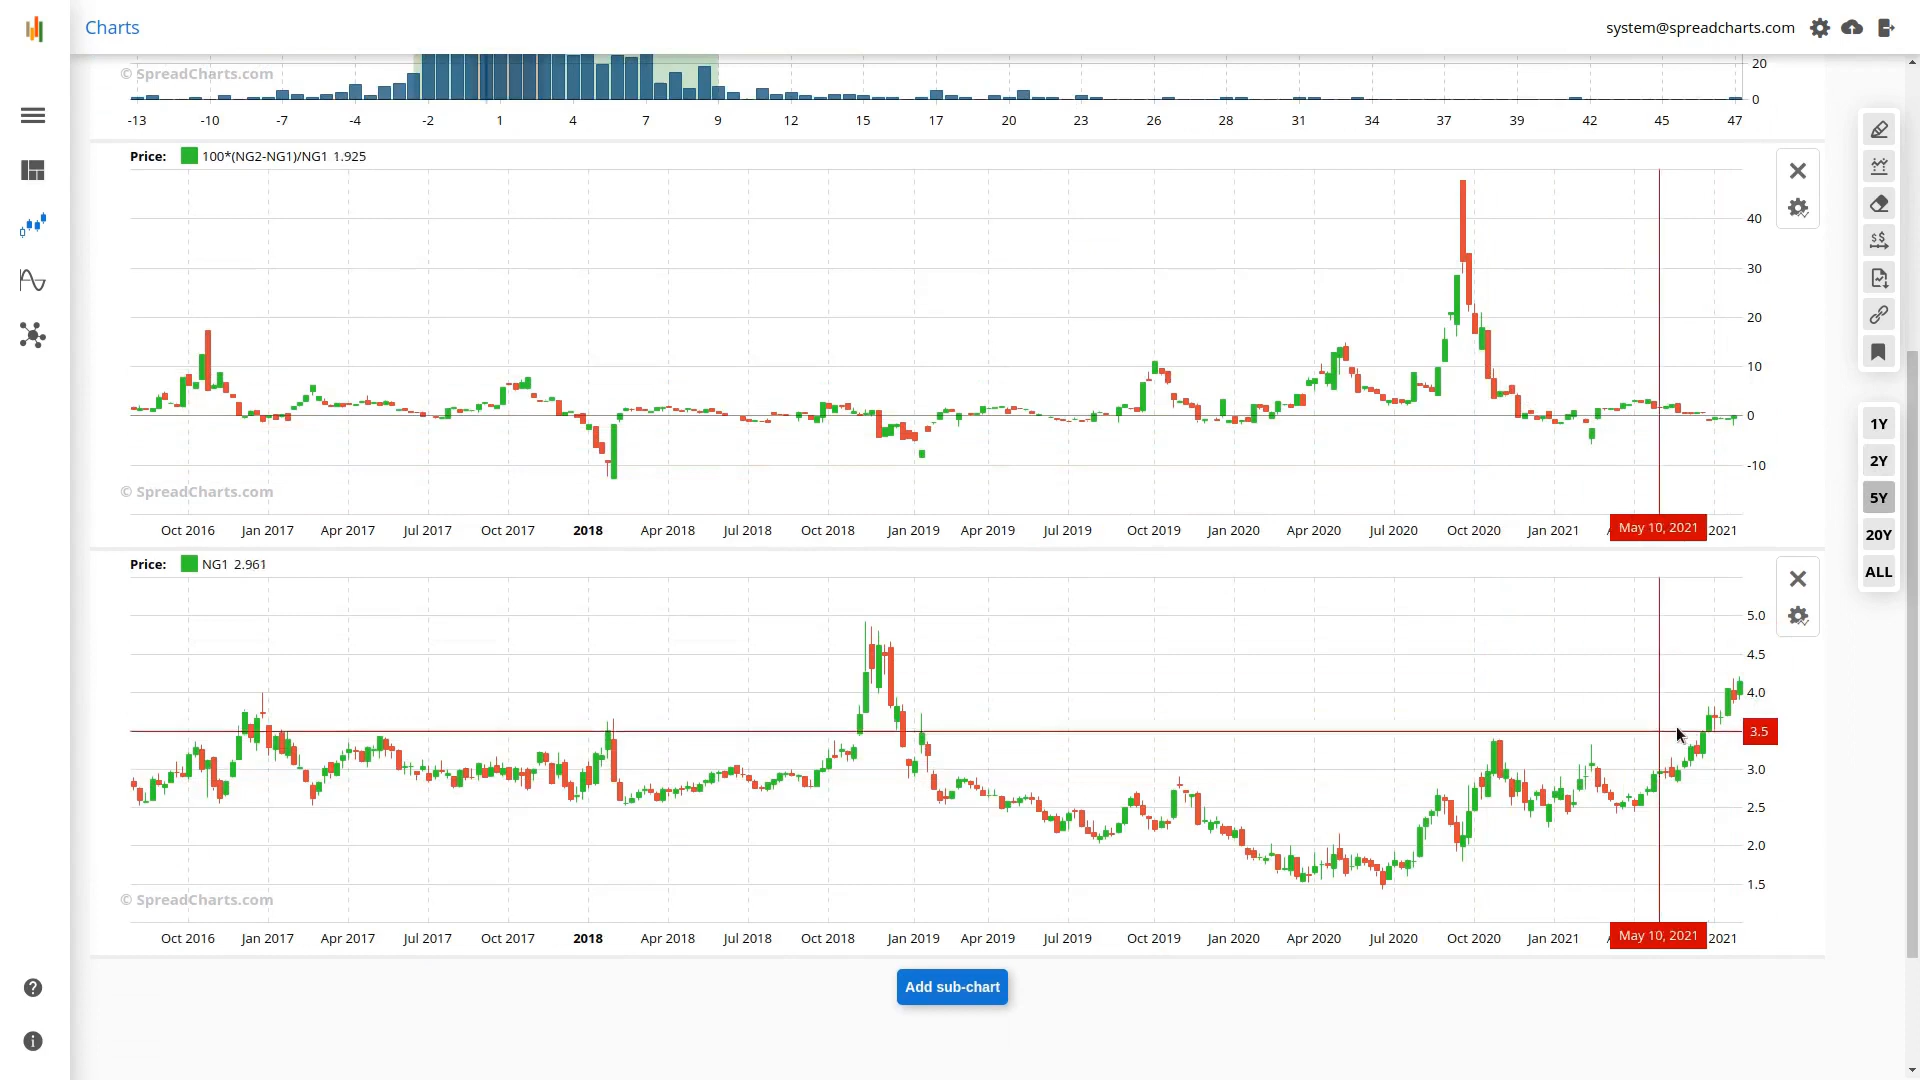 Charts
system@spreadcharts.com
© SpreadCharts.com
20
0
-13 -10 -7 -4 -2 1 4 7 9 12 15 17 20 23 26 28 31 34 37 39 42 45 47
Price: 100*(NG2-NG1)/NG1 1.925
40
30
20
10
0
-10
© SpreadCharts.com
Oct 2016 Jan 2017 Apr 2017 Jul 2017 Oct 2017 2018 Apr 2018 Jul 2018 Oct 2018 Jan 2019 Apr 2019 Jul 2019 Oct 2019 Jan 2020 Apr 2020 Jul 2020 Oct 2020 Jan 2021 May 10, 2021 2021
Price: NG1 2.961
5.0
4.5
4.0
3.5
3.0
2.5
2.0
1.5
© SpreadCharts.com
Oct 2016 Jan 2017 Apr 2017 Jul 2017 Oct 2017 2018 Apr 2018 Jul 2018 Oct 2018 Jan 2019 Apr 2019 Jul 2019 Oct 2019 Jan 2020 Apr 2020 Jul 2020 Oct 2020 Jan 2021 May 10, 2021 2021
Add sub-chart
$$
1Y
2Y
5Y
20Y
ALL